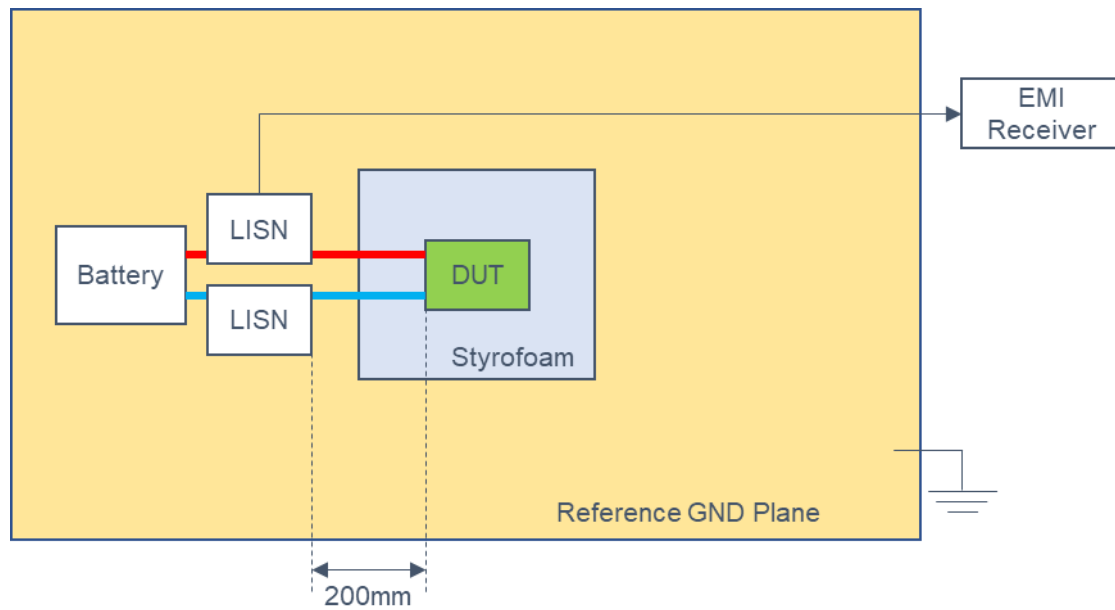 EMI
Receiver
LISN
Battery
DUT
LISN
Styrofoam
Reference GND Plane
200mm